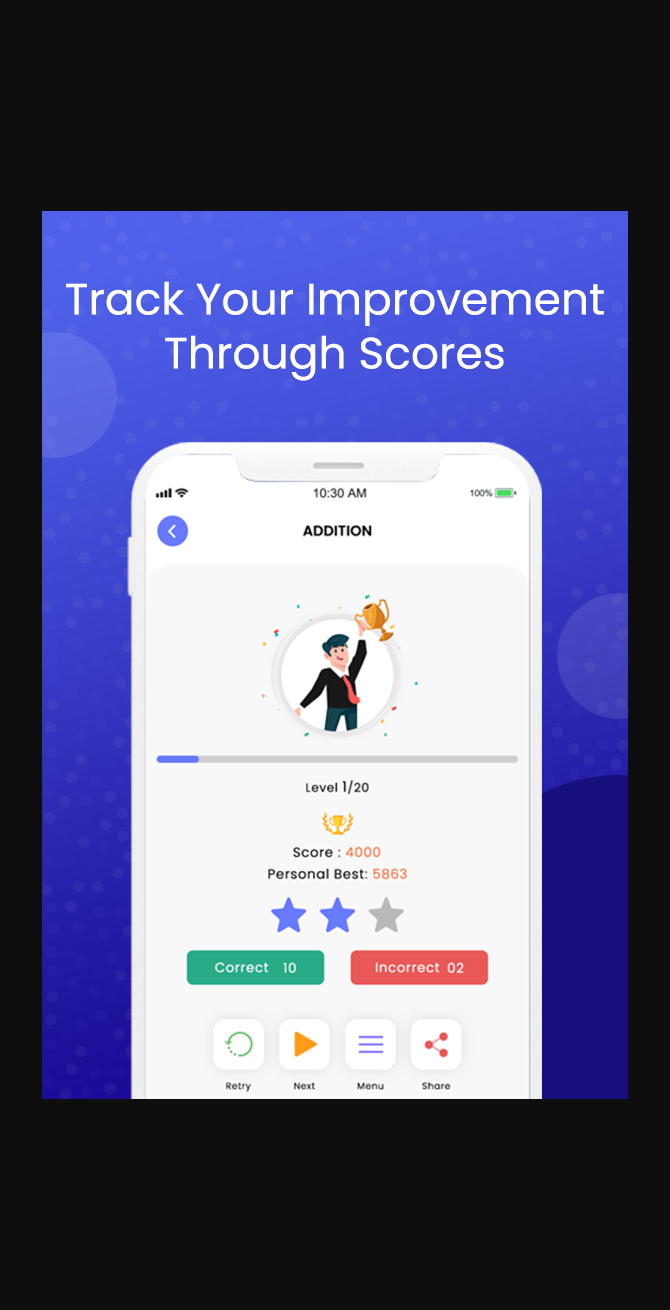 Track Your Improvement
Through Scores
10:30 AM
100%
ADDITION
Level 1/20
Score : 4000
Personal Best: 5863
Correct 10
Incorrect 02
Retry
Next
Menu
Share